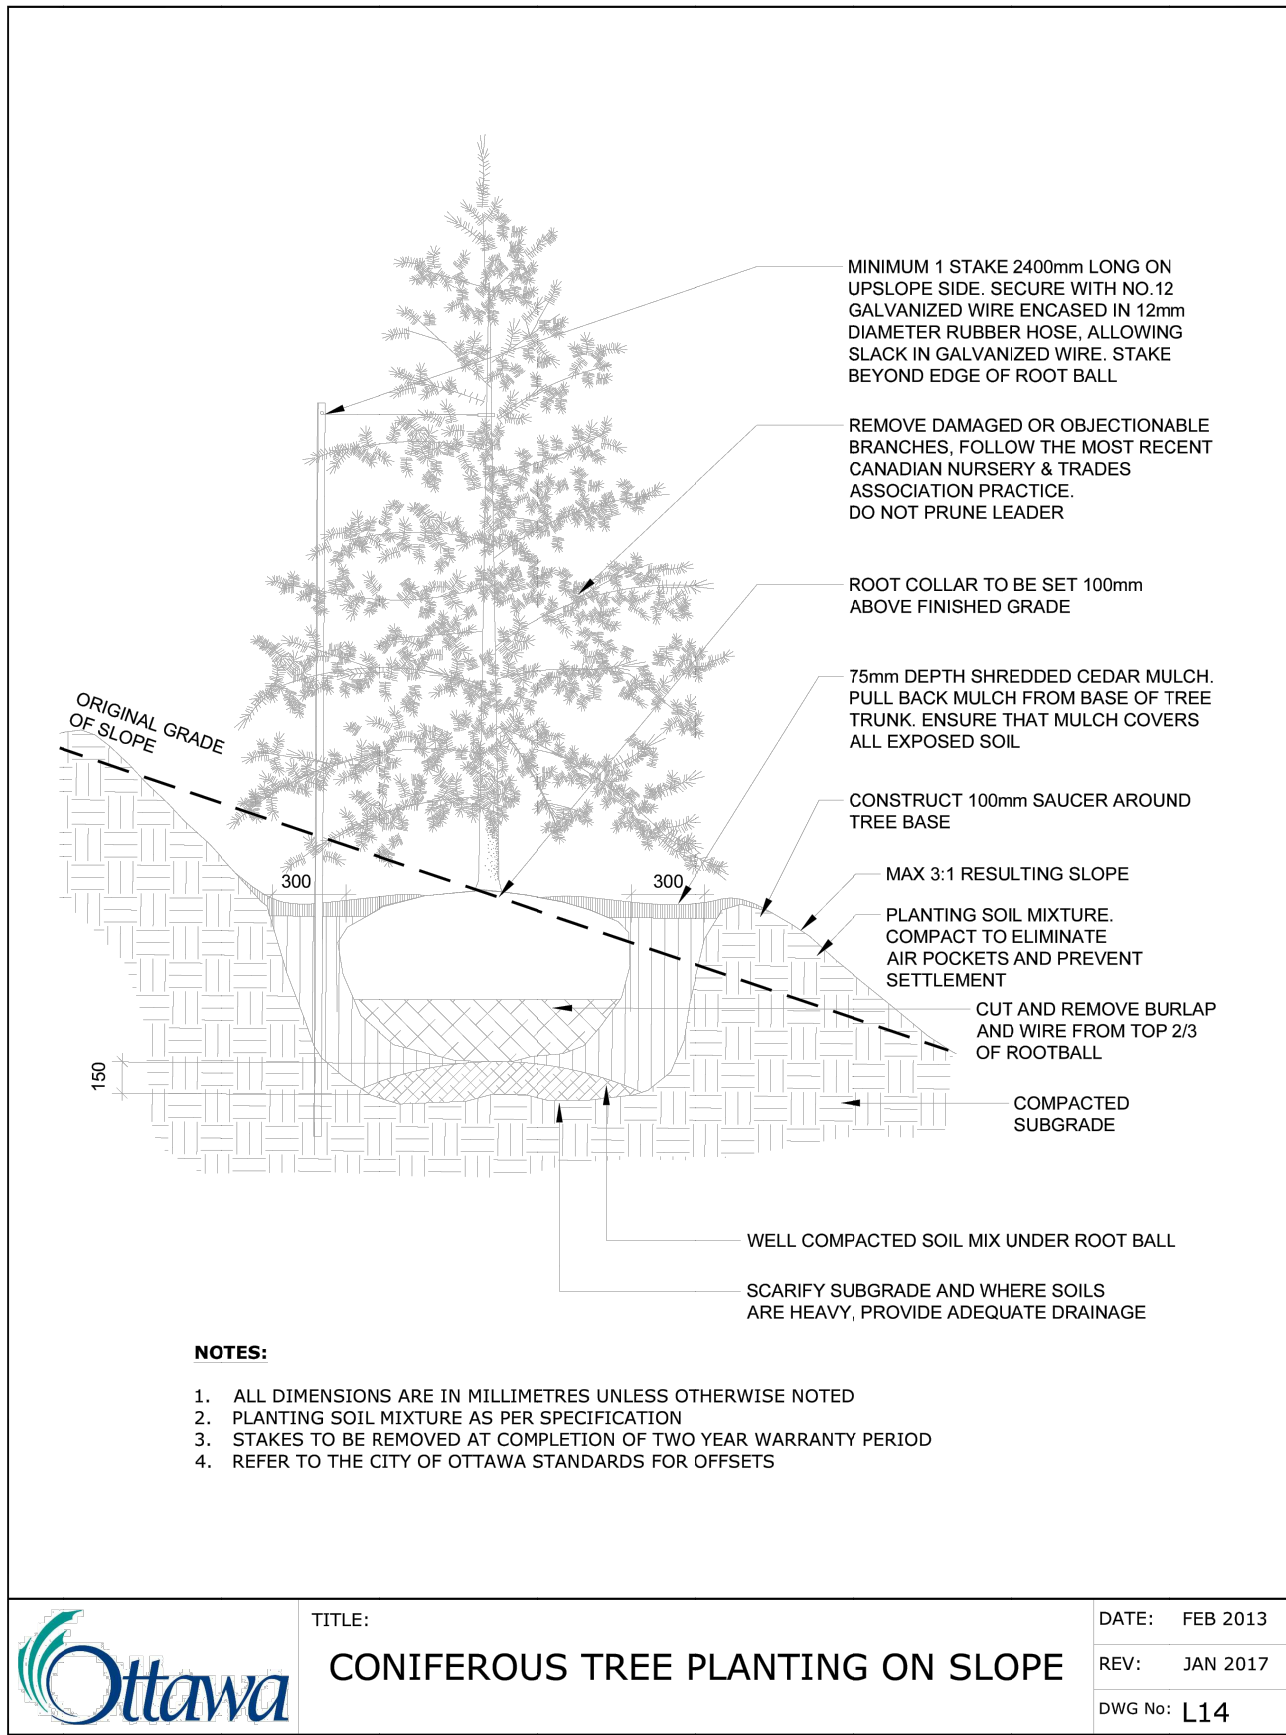 MINIMUM 1 STAKE 2400mm LONG ON
UPSLOPE SIDE. SECURE WITH NO.12
GALVANIZED WIRE ENCASED IN 12mm
DIAMETER RUBBER HOSE, ALLOWING
SLACK IN GALVANIZED WIRE. STAKE
BEYOND EDGE OF ROOT BALL
REMOVE DAMAGED OR OBJECTIONABLE
BRANCHES, FOLLOW THE MOST RECENT
CANADIAN NURSERY & TRADES
ASSOCIATION PRACTICE.
DO NOT PRUNE LEADER
ROOT COLLAR TO BE SET 100mm
ABOVE FINISHED GRADE
75mm DEPTH SHREDDED CEDAR MULCH.
PULL BACK MULCH FROM BASE OF TREE
TRUNK. ENSURE THAT MULCH COVERS
ALL EXPOSED SOIL
ORIGINAL GRADE
OF SLOPE
CONSTRUCT 100mm SAUCER AROUND
TREE BASE
300
300
MAX 3:1 RESULTING SLOPE
PLANTING SOIL MIXTURE.
COMPACT TO ELIMINATE
AIR POCKETS AND PREVENT
SETTLEMENT
CUT AND REMOVE BURLAP
AND WIRE FROM TOP 2/3
OF ROOTBALL
150
COMPACTED
SUBGRADE
WELL COMPACTED SOIL MIX UNDER ROOT BALL
SCARIFY SUBGRADE AND WHERE SOILS
ARE HEAVY, PROVIDE ADEQUATE DRAINAGE
NOTES:
1. ALL DIMENSIONS ARE IN MILLIMETRES UNLESS OTHERWISE NOTED
2. PLANTING SOIL MIXTURE AS PER SPECIFICATION
3. STAKES TO BE REMOVED AT COMPLETION OF TWO YEAR WARRANTY PERIOD
4. REFER TO THE CITY OF OTTAWA STANDARDS FOR OFFSETS
Ottawa
TITLE:
CONIFEROUS TREE PLANTING ON SLOPE
DATE: FEB 2013
REV: JAN 2017
DWG No: L14